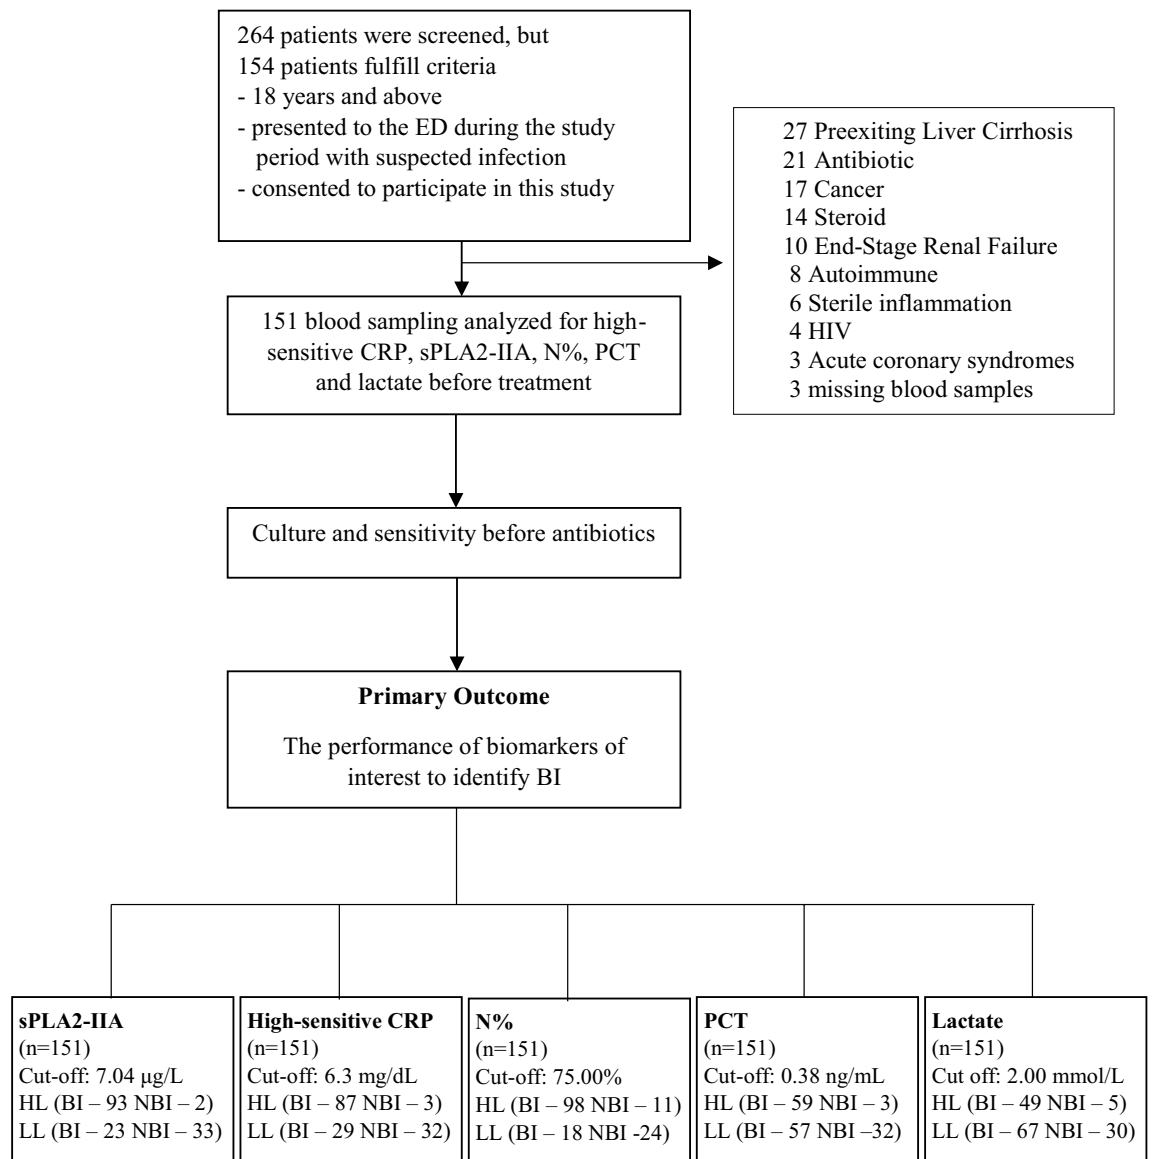 264 patients were screened, but
154 patients fulfill criteria
- 18 years and above
- presented to the ED during the study
period with suspected infection
- consented to participate in this study
27 Preexiting Liver Cirrhosis
21 Antibiotic
17 Cancer
14 Steroid
10 End-Stage Renal Failure
8 Autoimmune
6 Sterile inflammation
4 HIV
3 Acute coronary syndromes
3 missing blood samples
151 blood sampling analyzed for high-
sensitive CRP, sPLA2-IIA, N%, PCT
and lactate before treatment
Culture and sensitivity before antibiotics
Primary Outcome
The performance of biomarkers of
interest to identify BI
sPLA2-IIA
(n=151)
Cut-off: 7.04 μg/L
HL (BI – 93 NBI – 2)
LL (BI – 23 NBI – 33)
High-sensitive CRP
(n=151)
Cut-off: 6.3 mg/dL
HL (BI – 87 NBI – 3)
LL (BI – 29 NBI – 32)
N%
(n=151)
Cut-off: 75.00%
HL (BI – 98 NBI – 11)
LL (BI – 18 NBI -24)
PCT
(n=151)
Cut-off: 0.38 ng/mL
HL (BI – 59 NBI – 3)
LL (BI – 57 NBI –32)
Lactate
(n=151)
Cut off: 2.00 mmol/L
HL (BI – 49 NBI – 5)
LL (BI – 67 NBI – 30)